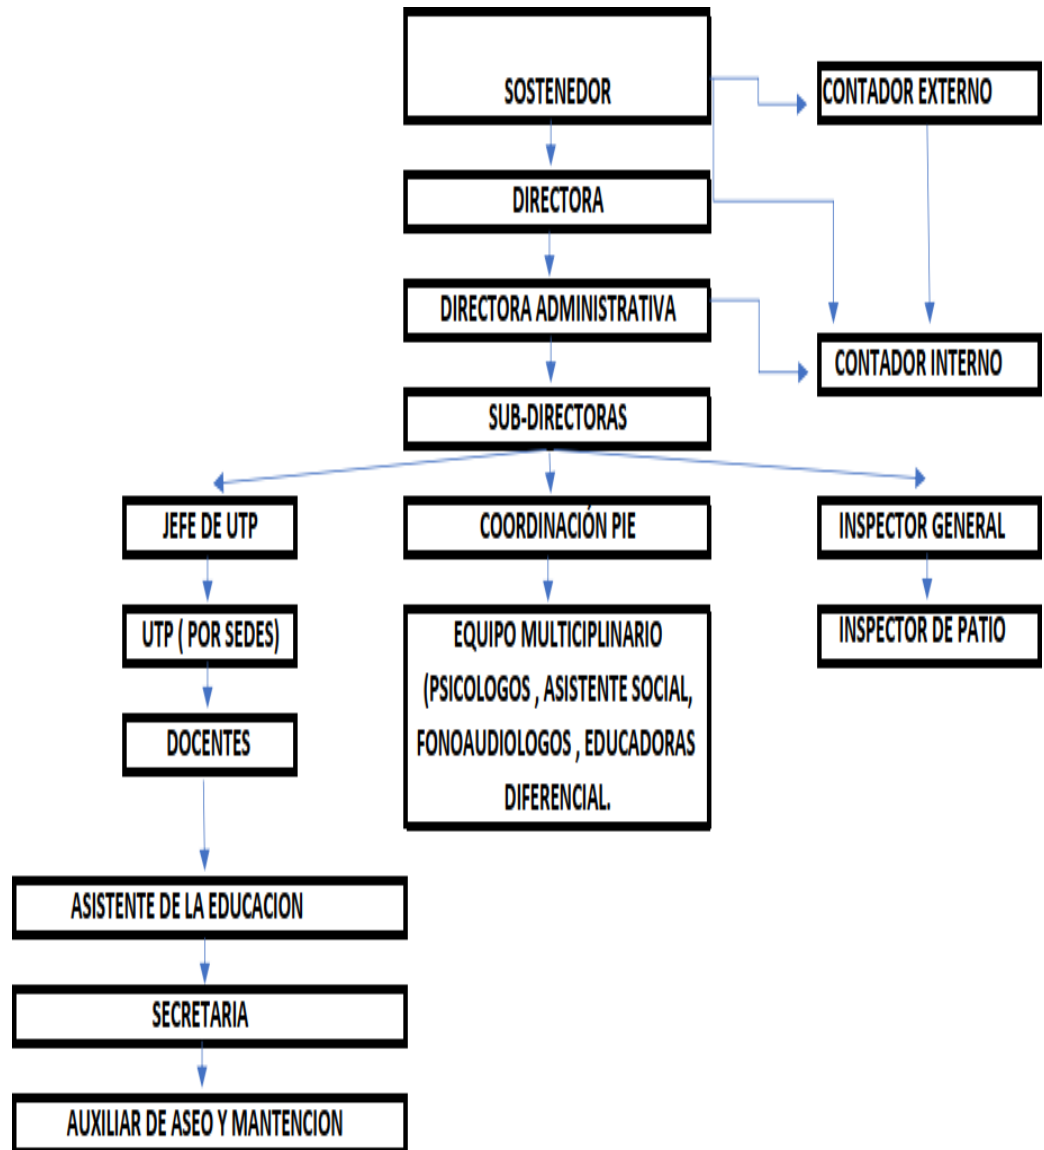 SOSTENEDOR
CONTADOR EXTERNO
DIRECTORA
DIRECTORA ADMINISTRATIVA
CONTADOR INTERNO
SUB-DIRECTORAS
JEFE DE UTP
COORDINACIÓN PIE
INSPECTOR GENERAL
UTP ( POR SEDES)
EQUIPO MULTICIPLINARIO
(PSICOLOGOS , ASISTENTE SOCIAL,
FONOAUDIOLOGOS , EDUCADORAS
DIFERENCIAL.
INSPECTOR DE PATIO
DOCENTES
ASISTENTE DE LA EDUCACION
SECRETARIA
AUXILIAR DE ASEO Y MANTENCION